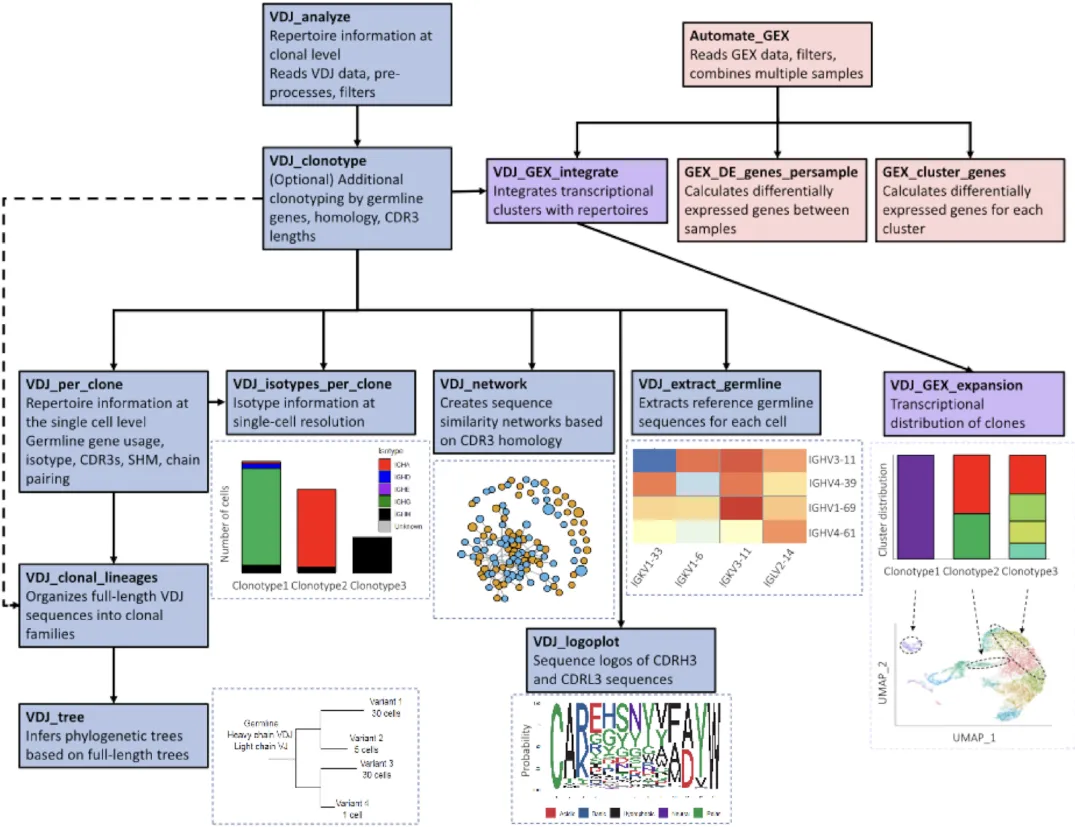 VDJ_analyze
Repertoire information at
clonal level
Reads VDJ data, pre-
processes, filters
Automate_GEX
Reads GEX data, filters,
combines multiple samples
VDJ_clonotype
(Optional) Additional
clonotyping by germline
genes, homology, CDR3
lengths
VDJ_GEX_integrate
Integrates transcriptional
clusters with repertoires
GEX_DE_genes_persample
Calculates differentially
expressed genes between
samples
GEX_cluster_genes
Calculates differentially
expressed genes for each
cluster
VDJ_per_clone
Repertoire information at
the single cell level
Germline gene usage,
isotype, CDR3s, SHM, chain
pairing
VDJ_isotypes_per_clone
Isotype information at
single-cell resolution
VDJ_network
Creates sequence
similarity networks based
on CDR3 homology
VDJ_extract_germline
Extracts reference germline
sequences for each cell
VDJ_GEX_expansion
Transcriptional
distribution of clones
Number of cells
Isotype
IGHA
IGHD
IGHE
IGHG
IGHM
Unknown
Clonotype1 Clonotype2 Clonotype3
IGHV3-11
IGHV4-39
IGHV1-69
IGHV4-61
IGKV1-33
IGKV1-6
IGKV3-11
IGLV2-14
Cluster distribution
Clonotype1 Clonotype2 Clonotype3
UMAP_2
UMAP_1
VDJ_clonal_lineages
Organizes full-length VDJ
sequences into clonal
families
VDJ_logoplot
Sequence logos of CDRH3
and CDRL3 sequences
VDJ_tree
Infers phylogenetic trees
based on full-length trees
Germline
Heavy chain VDJ
Light chain VJ
Variant 1
30 cells
Variant 2
5 cells
Variant 3
30 cells
Variant 4
1 cell
Probability
CAREHSNYYFAYW
Acidic Basic Hydrophobic Neutral Polar